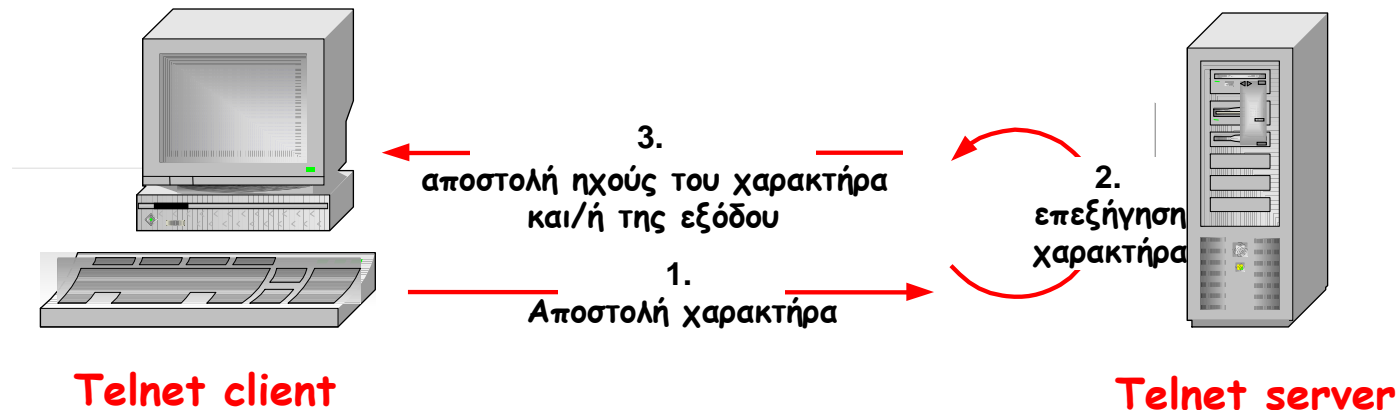 3.
αποστολή ηχούς του χαρακτήρα
και/ή της εξόδου
2.
επεξήγηση
χαρακτήρα
1.
Αποστολή χαρακτήρα
Telnet client
Telnet server